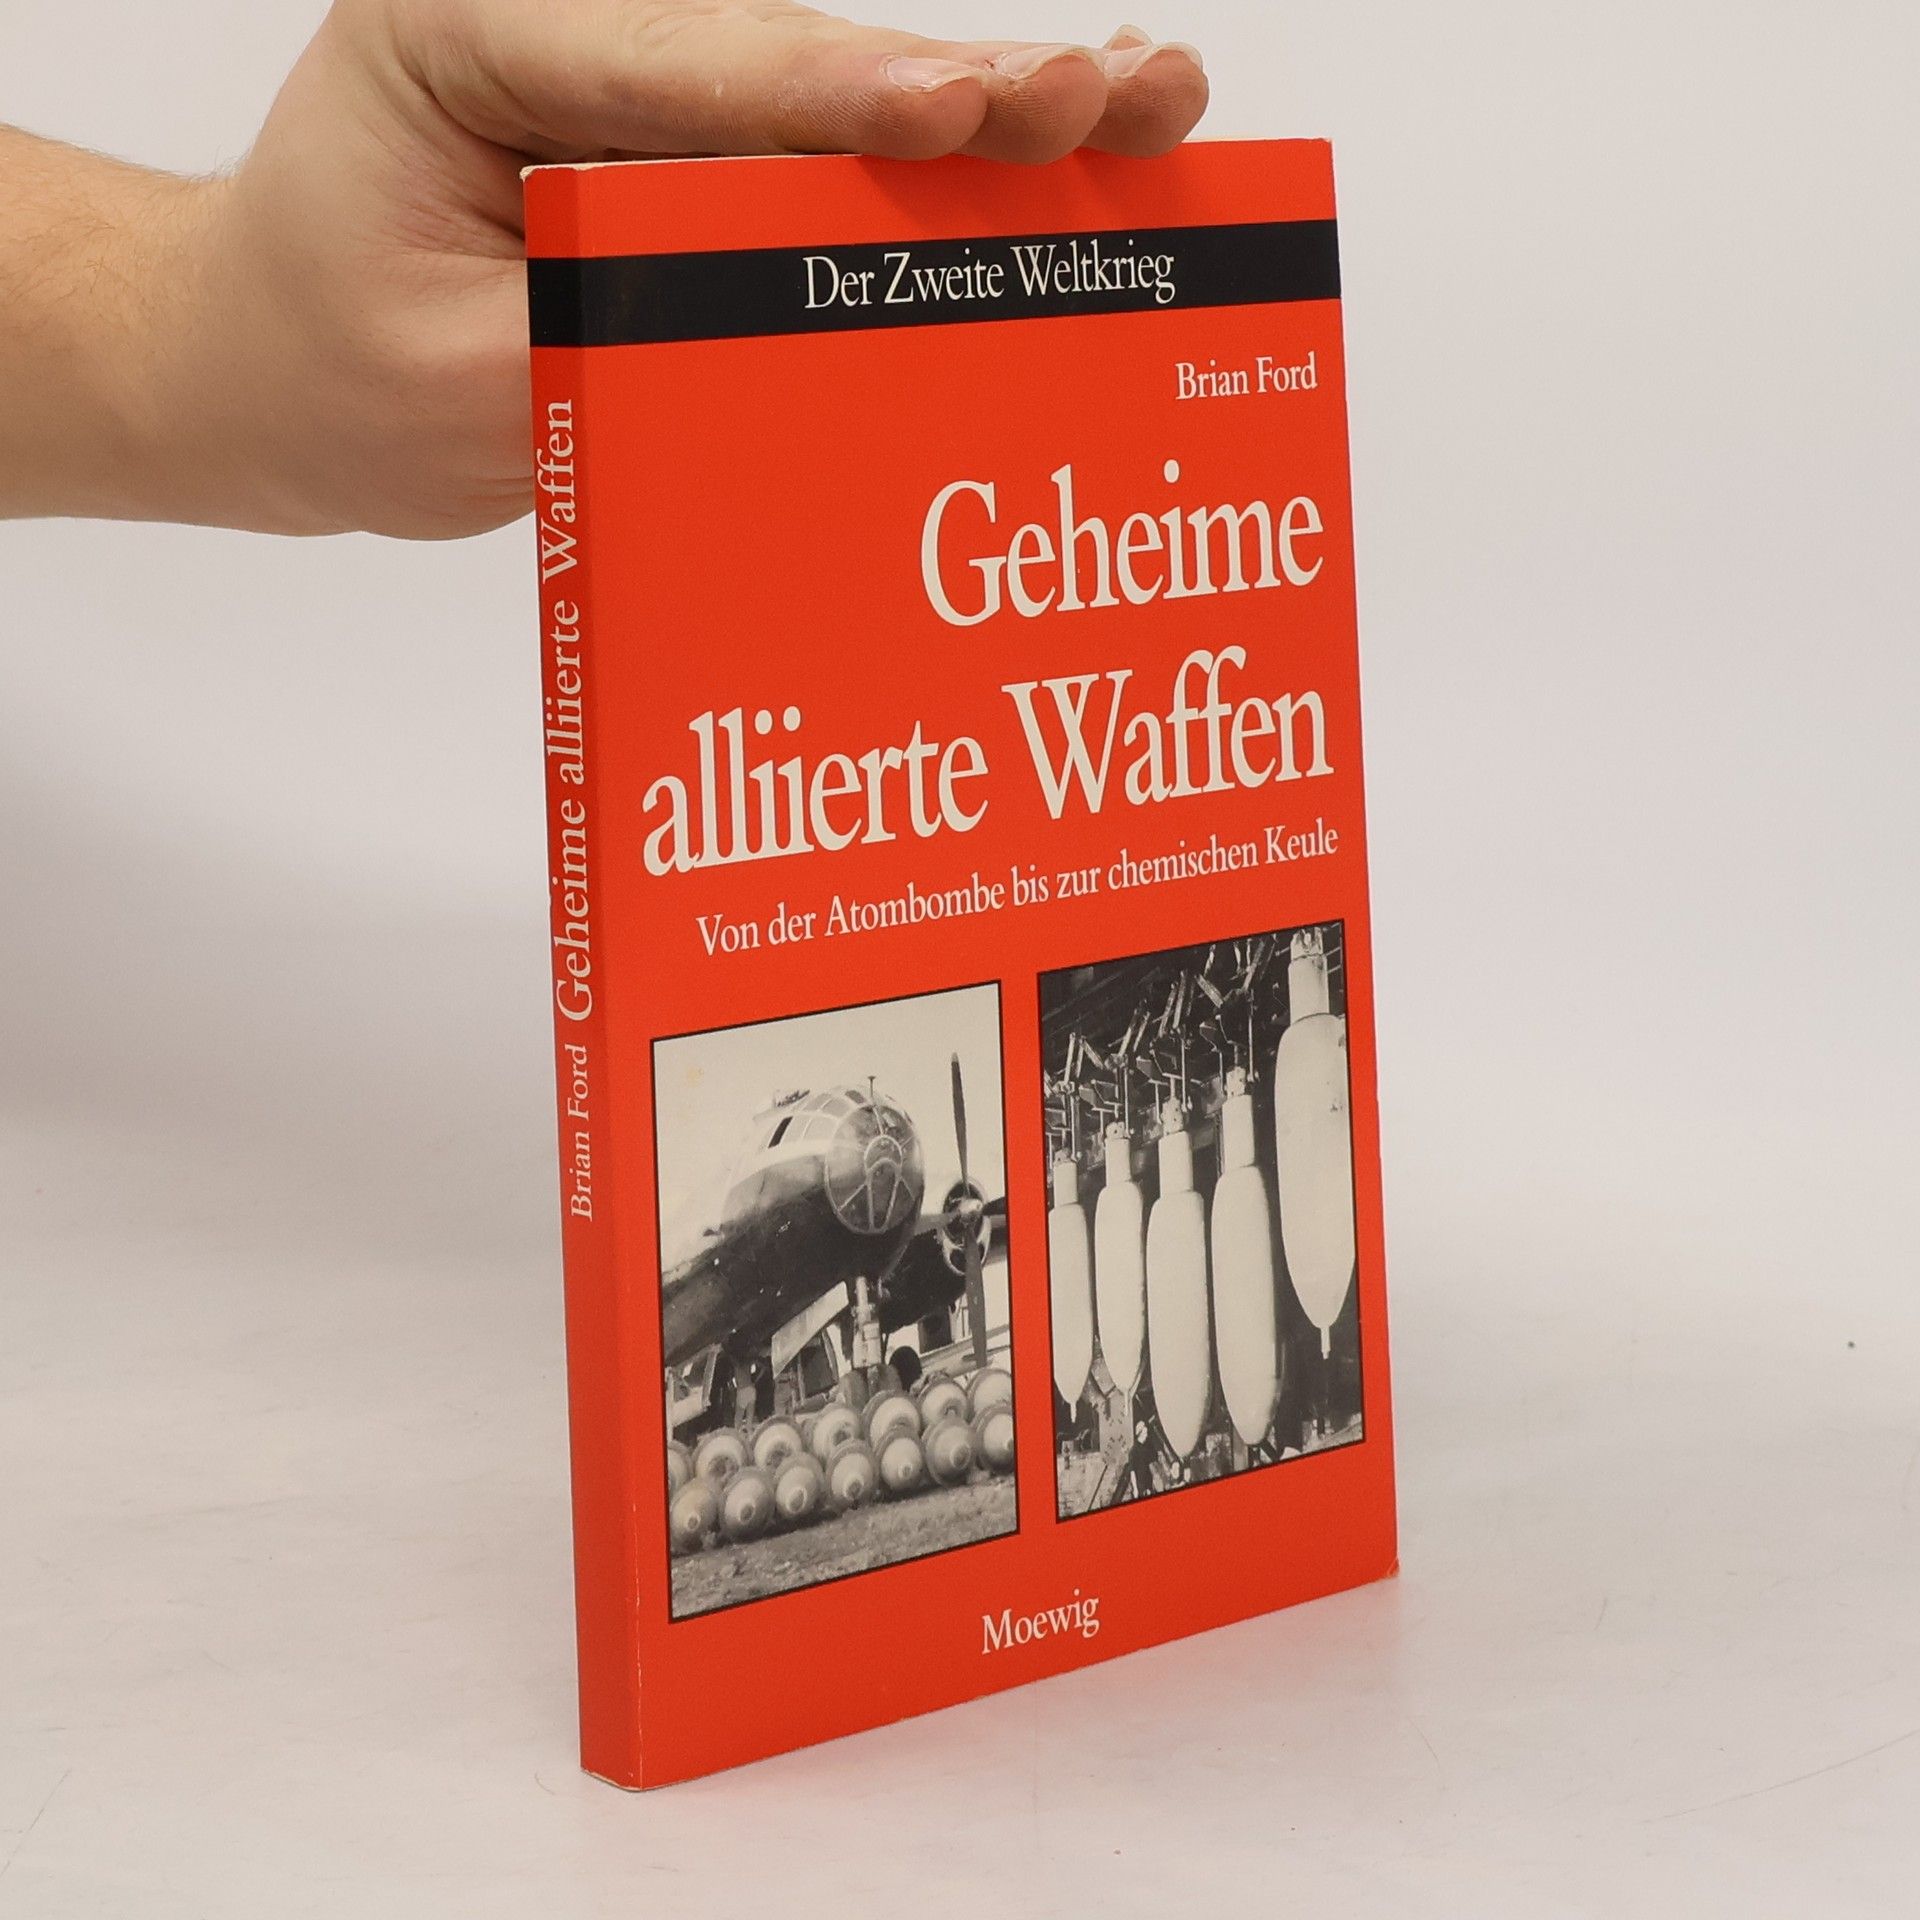 Der Zweite Weltkrieg
Brian Ford
Geheime
alliierte Waffen
Von der Atombombe bis zur chemischen Keule
Moewig
Brian Ford Geheime alliierte Waffen